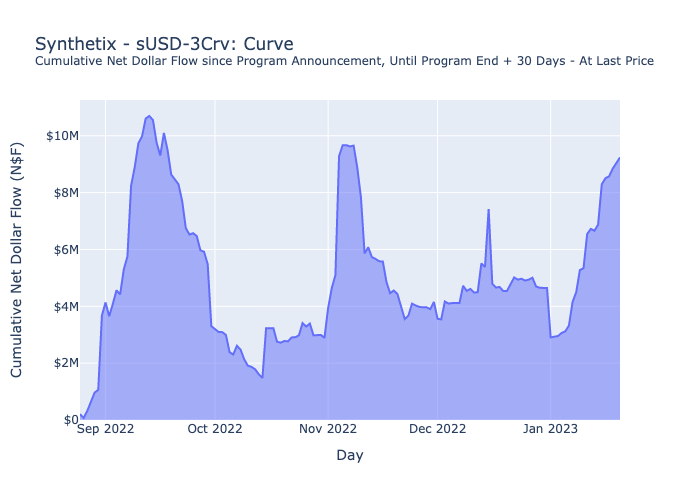 Synthetix - sUSD-3Crv: Curve
Cumulative Net Dollar Flow since Program Announcement, Until Program End + 30 Days - At Last Price
Cumulative Net Dollar Flow (N$F)
$10M
$8M
$6M
$4M
$2M
$0
Sep 2022 Oct 2022 Nov 2022 Dec 2022 Jan 2023
Day